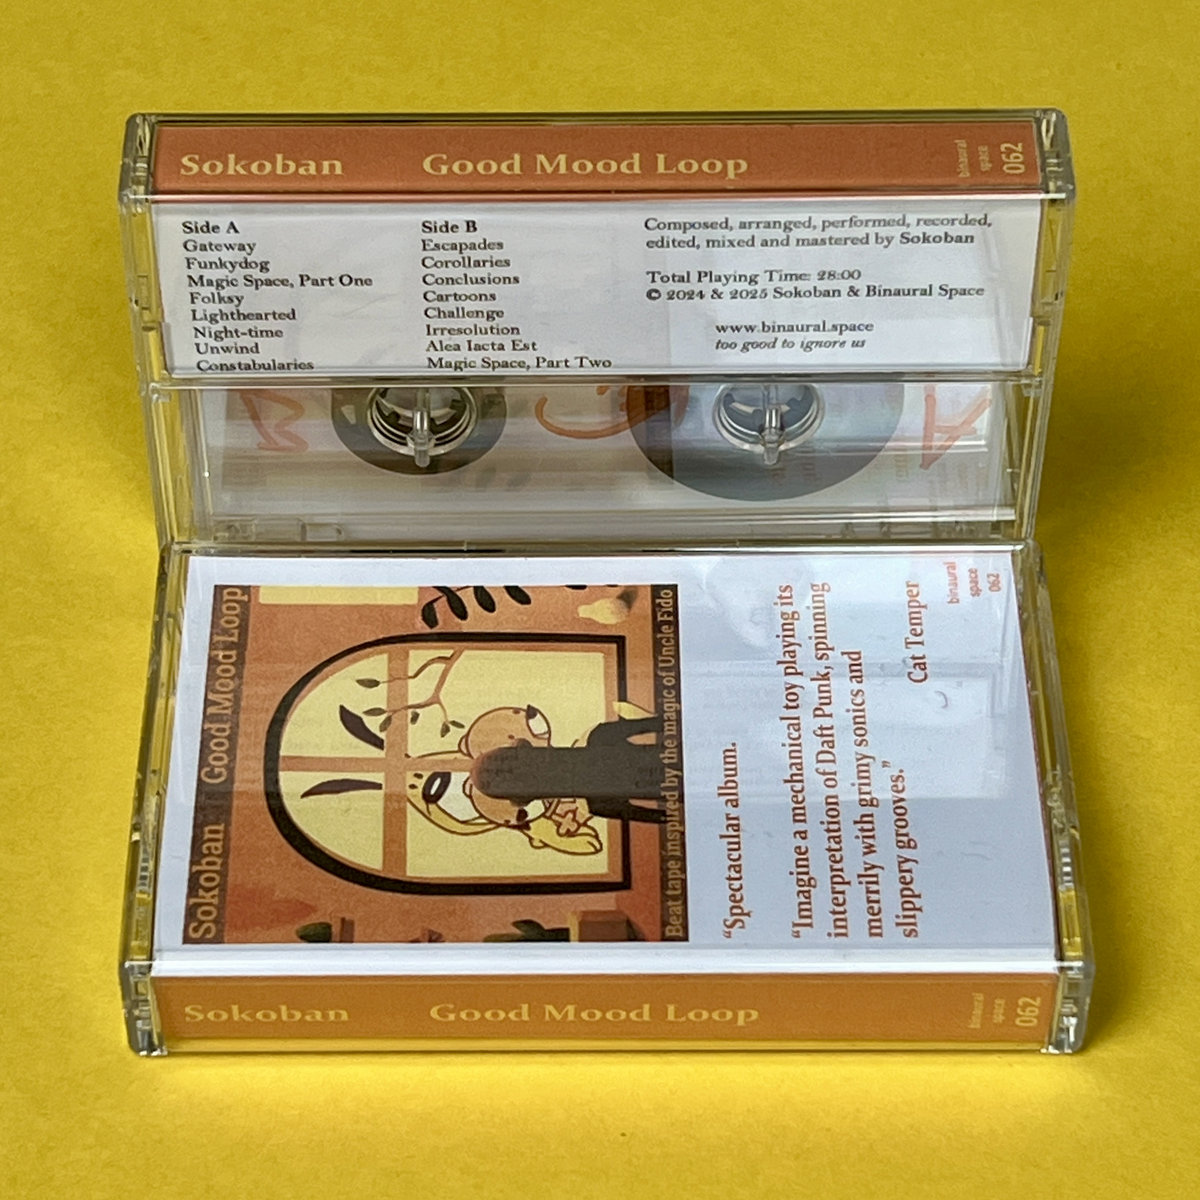 Sokoban Good Mood Loop
binaural
space
062
Side A
Gateway
Funkydog
Magic Space, Part One
Folksy
Lighthearted
Night-time
Unwind
Constabularies
Side B
Escapades
Corollaries
Conclusions
Cartoons
Challenge
Irresolution
Alea Iacta Est
Magic Space, Part Two
Composed, arranged, performed, recorded,
edited, mixed and mastered by Sokoban
Total Playing Time: 28:00
© 2024 & 2025 Sokoban & Binaural Space
www.binaural.space
too good to ignore us
Sokoban Good Mood Loop
Beat tape inspired by the magic of Uncle Fido
“Spectacular album.
“Imagine a mechanical toy playing its
interpretation of Daft Punk, spinning
merrily with grimy sonics and
slippery grooves.”
Cat Temper
binaural
space
062
Sokoban Good Mood Loop
binaural
space
062